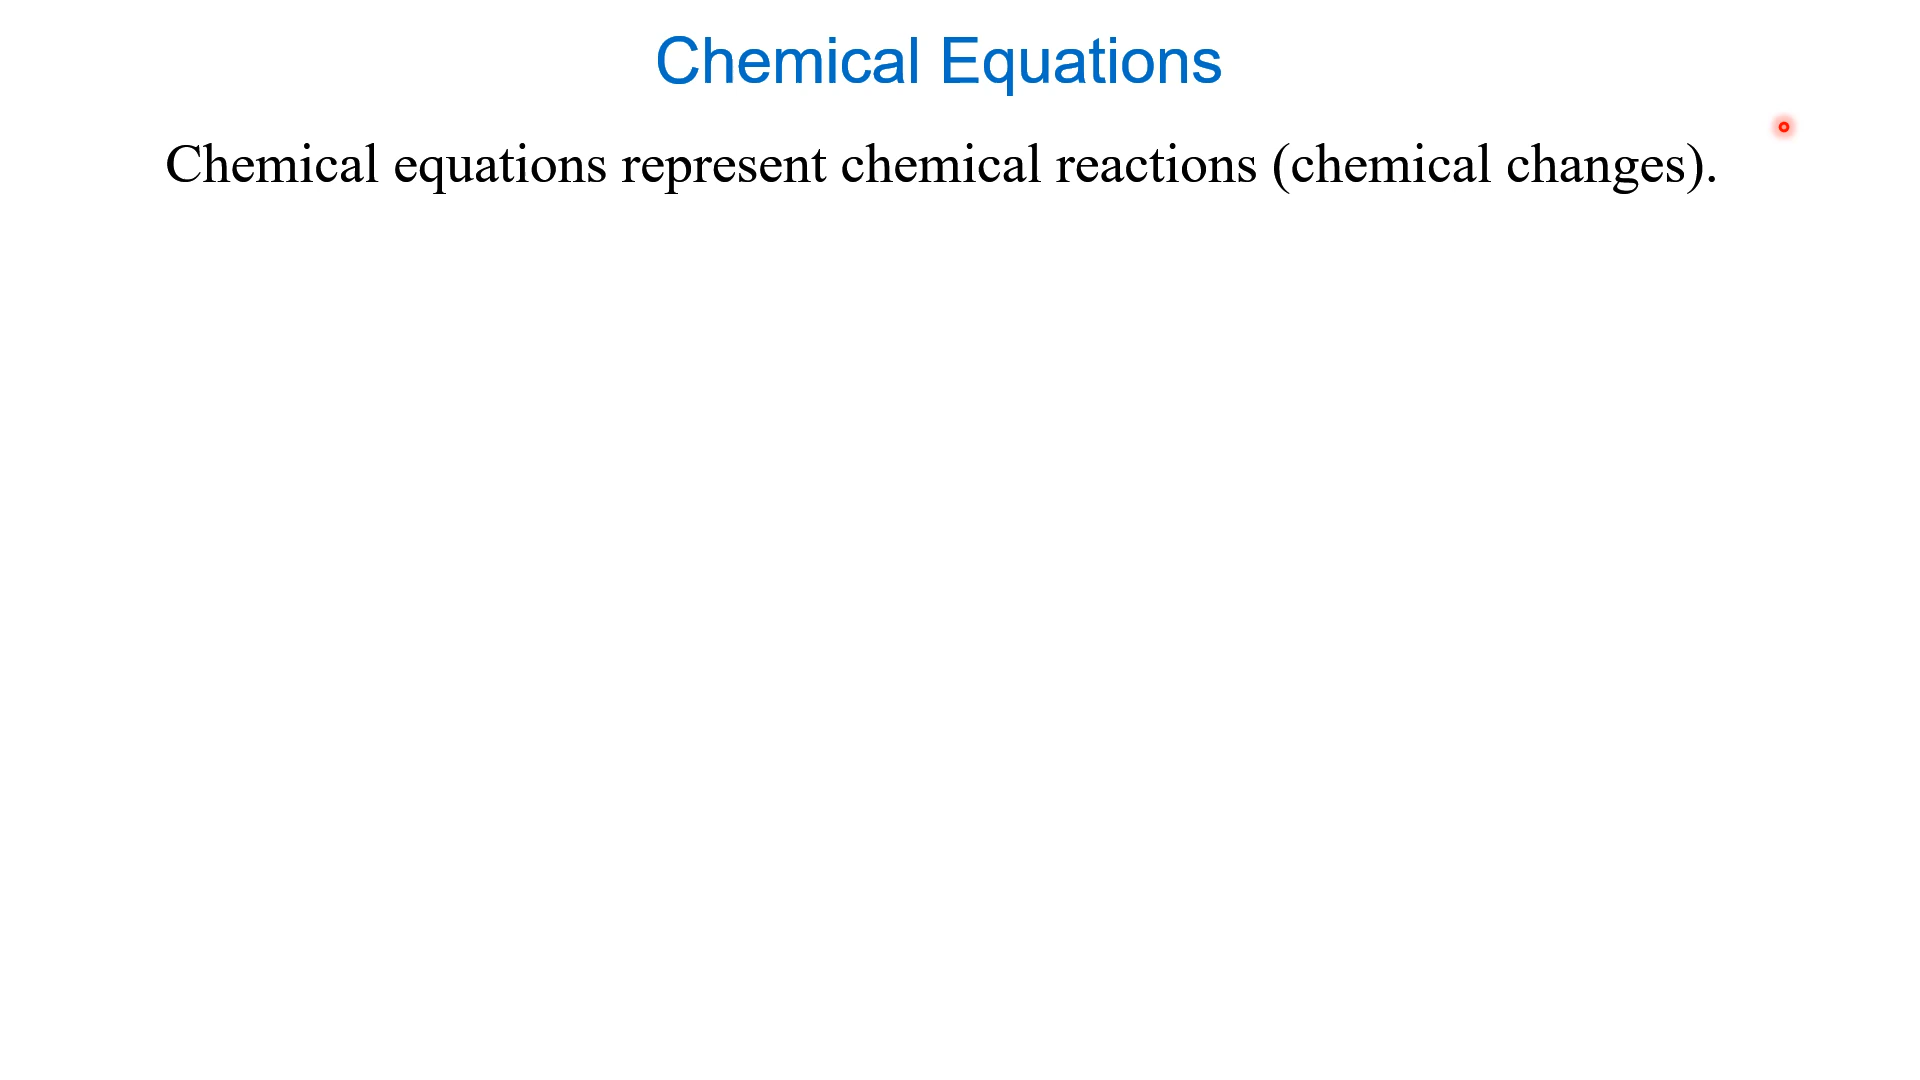 Chemical Equations
Chemical equations represent chemical reactions (chemical changes).